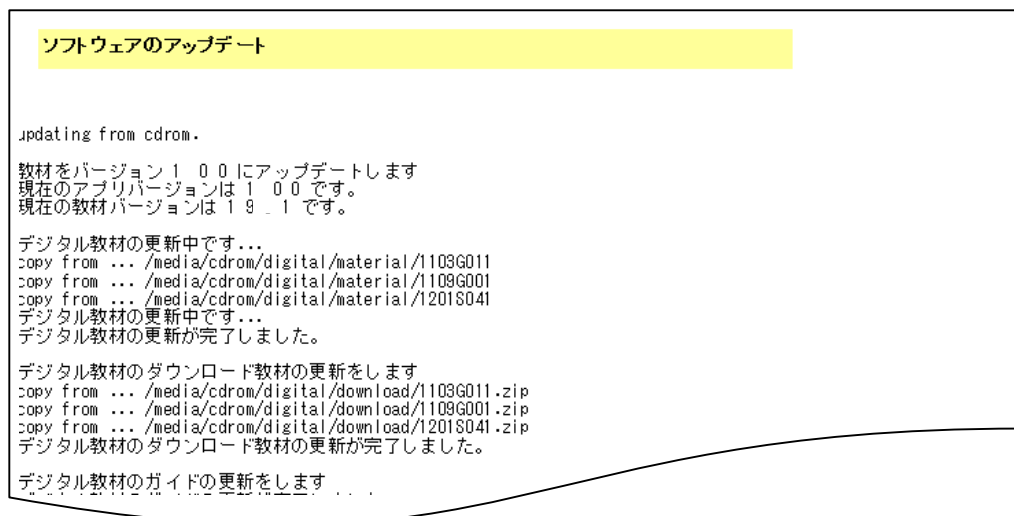 ソフトウェアのアップデート
updating from cdrom.
教材をバージョン１ ００にアップデートします
現在のアプリバージョンは１ ００です。
現在の教材バージョンは１９.１です。
デジタル教材の更新中です...
copy from ... /media/cdrom/digital/material/1103G011
copy from ... /media/cdrom/digital/material/1109G001
copy from ... /media/cdrom/digital/material/1201S041
デジタル教材の更新中です...
デジタル教材の更新が完了しました。
デジタル教材のダウンロード教材の更新をします
copy from ... /media/cdrom/digital/download/1103G011.zip
copy from ... /media/cdrom/digital/download/1109G001.zip
copy from ... /media/cdrom/digital/download/1201S041.zip
デジタル教材のダウンロード教材の更新が完了しました。
デジタル教材のガイドの更新をします